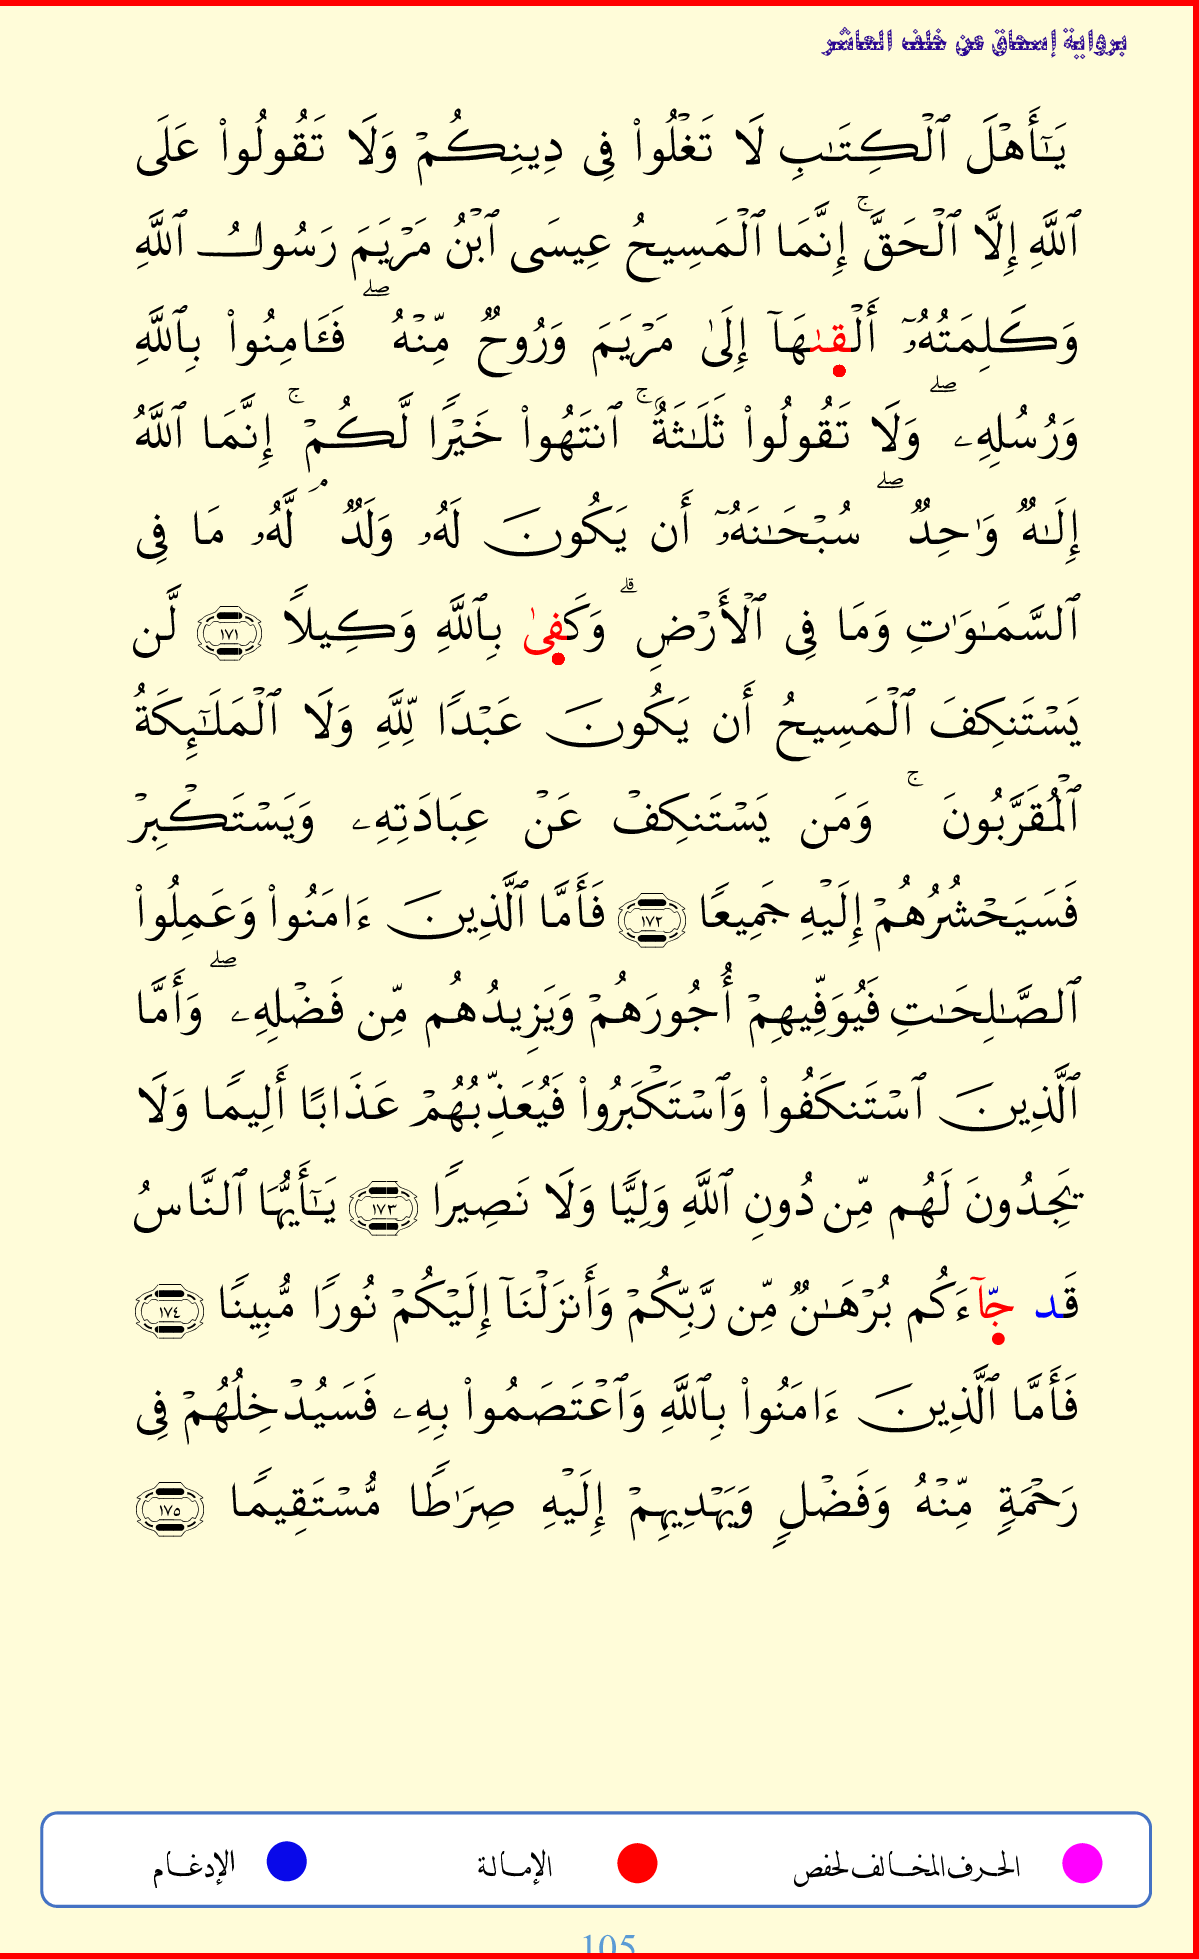 برواية إسحاق عن خلف العاشر
يَـٰٓأَهْلَ ٱلْكِتَـٰبِ لَا تَغْلُوا۟ فِى دِينِكُمْ وَلَا تَقُولُوا۟ عَلَى
ٱللَّهِ إِلَّا ٱلْحَقَّ ۚ إِنَّمَا ٱلْمَسِيحُ عِيسَى ٱبْنُ مَرْيَمَ رَسُولُ ٱللَّهِ
وَكَلِمَتُهُۥٓ أَلْقَىٰهَآ إِلَىٰ مَرْيَمَ وَرُوحٌ مِّنْهُ ۖ فَـَٔامِنُوا۟ بِٱللَّهِ
وَرُسُلِهِۦ ۖ وَلَا تَقُولُوا۟ ثَلَـٰثَةٌ ۚ ٱنتَهُوا۟ خَيْرًا لَّكُمْ ۚ إِنَّمَا ٱللَّهُ
إِلَـٰهٌ وَٰحِدٌ ۖ سُبْحَـٰنَهُۥٓ أَن يَكُونَ لَهُۥ وَلَدٌ ۘ لَّهُۥ مَا فِى
ٱلسَّمَـٰوَٰتِ وَمَا فِى ٱلْأَرْضِ ۗ وَكَفِىٰ بِٱللَّهِ وَكِيلًا ١٧١ لَّن
يَسْتَنكِفَ ٱلْمَسِيحُ أَن يَكُونَ عَبْدًا لِّلَّهِ وَلَا ٱلْمَلَـٰٓئِكَةُ
ٱلْمُقَرَّبُونَ ۚ وَمَن يَسْتَنكِفْ عَنْ عِبَادَتِهِۦ وَيَسْتَكْبِرْ
فَسَيَحْشُرُهُمْ إِلَيْهِ جَمِيعًا ١٧٢ فَأَمَّا ٱلَّذِينَ ءَامَنُوا۟ وَعَمِلُوا۟
ٱلصَّـٰلِحَـٰتِ فَيُوَفِّيهِمْ أُجُورَهُمْ وَيَزِيدُهُم مِّن فَضْلِهِۦ ۖ وَأَمَّا
ٱلَّذِينَ ٱسْتَنكَفُوا۟ وَٱسْتَكْبَرُوا۟ فَيُعَذِّبُهُمْ عَذَابًا أَلِيمًا وَلَا
يَجِدُونَ لَهُم مِّن دُونِ ٱللَّهِ وَلِيًّا وَلَا نَصِيرًا ١٧٣ يَـٰٓأَيُّهَا ٱلنَّاسُ
قَد جِّآءَكُم بُرْهَـٰنٌ مِّن رَّبِّكُمْ وَأَنزَلْنَآ إِلَيْكُمْ نُورًا مُّبِينًا ١٧٤
فَأَمَّا ٱلَّذِينَ ءَامَنُوا۟ بِٱللَّهِ وَٱعْتَصَمُوا۟ بِهِۦ فَسَيُدْخِلُهُمْ فِى
رَحْمَةٍ مِّنْهُ وَفَضْلٍ وَيَهْدِيهِمْ إِلَيْهِ صِرَٰطًا مُّسْتَقِيمًا ١٧٥
الحرف المخالف لحفص الإمالة الإدغام
105